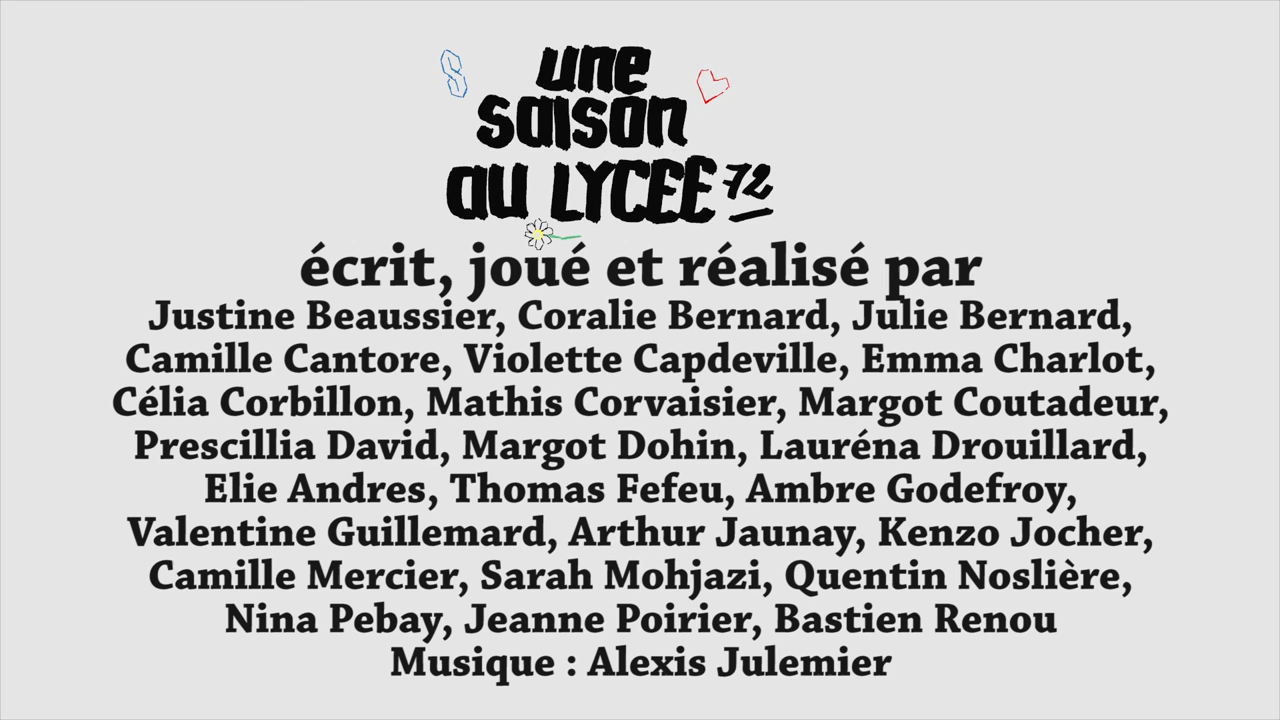 une
saison
au LYCEE 72
écrit, joué et réalisé par
Justine Beaussier, Coralie Bernard, Julie Bernard,
Camille Cantore, Violette Capdeville, Emma Charlot,
Célia Corbillon, Mathis Corvaisier, Margot Coutadeur,
Prescillia David, Margot Dohin, Lauréna Drouillard,
Elie Andres, Thomas Fefeu, Ambre Godefroy,
Valentine Guillemard, Arthur Jaunay, Kenzo Jocher,
Camille Mercier, Sarah Mohjazi, Quentin Noslière,
Nina Pebay, Jeanne Poirier, Bastien Renou
Musique : Alexis Julemier